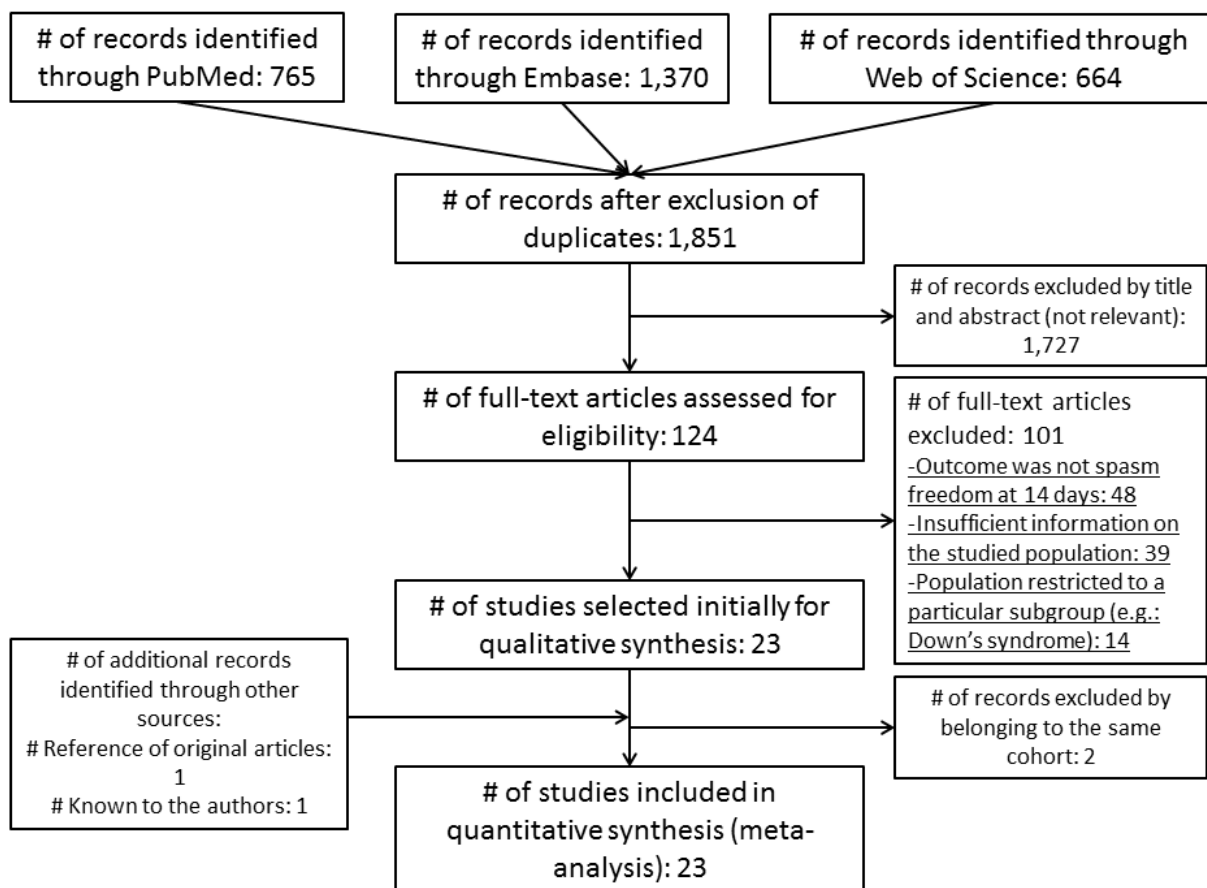 # of records identified
through PubMed: 765
# of records identified
through Embase: 1,370
# of records identified through
Web of Science: 664
# of records after exclusion of
duplicates: 1,851
# of records excluded by title
and abstract (not relevant):
1,727
# of full-text articles assessed for
eligibility: 124
# of full-text articles
excluded: 101
-Outcome was not spasm
freedom at 14 days: 48
-Insufficient information on
the studied population: 39
-Population restricted to a
particular subgroup (e.g.:
Down's syndrome): 14
# of studies selected initially for
qualitative synthesis: 23
# of additional records
identified through other
sources:
# Reference of original articles:
1
# Known to the authors: 1
# of records excluded by
belonging to the same
cohort: 2
# of studies included in
quantitative synthesis (meta-
analysis): 23